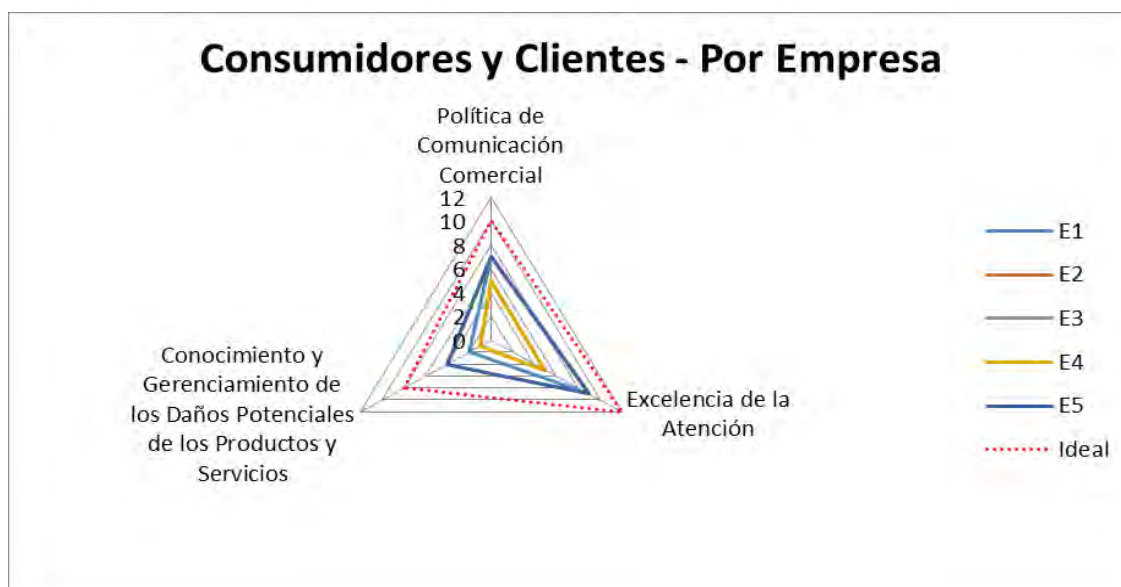 Consumidores y Clientes - Por Empresa
Política de
Comunicación
Comercial
12
10
8
6
4
2
0
Conocimiento y
Gerenciamiento de
los Daños Potenciales
de los Productos y
Servicios
Excelencia de la
Atención
E1
E2
E3
E4
E5
Ideal